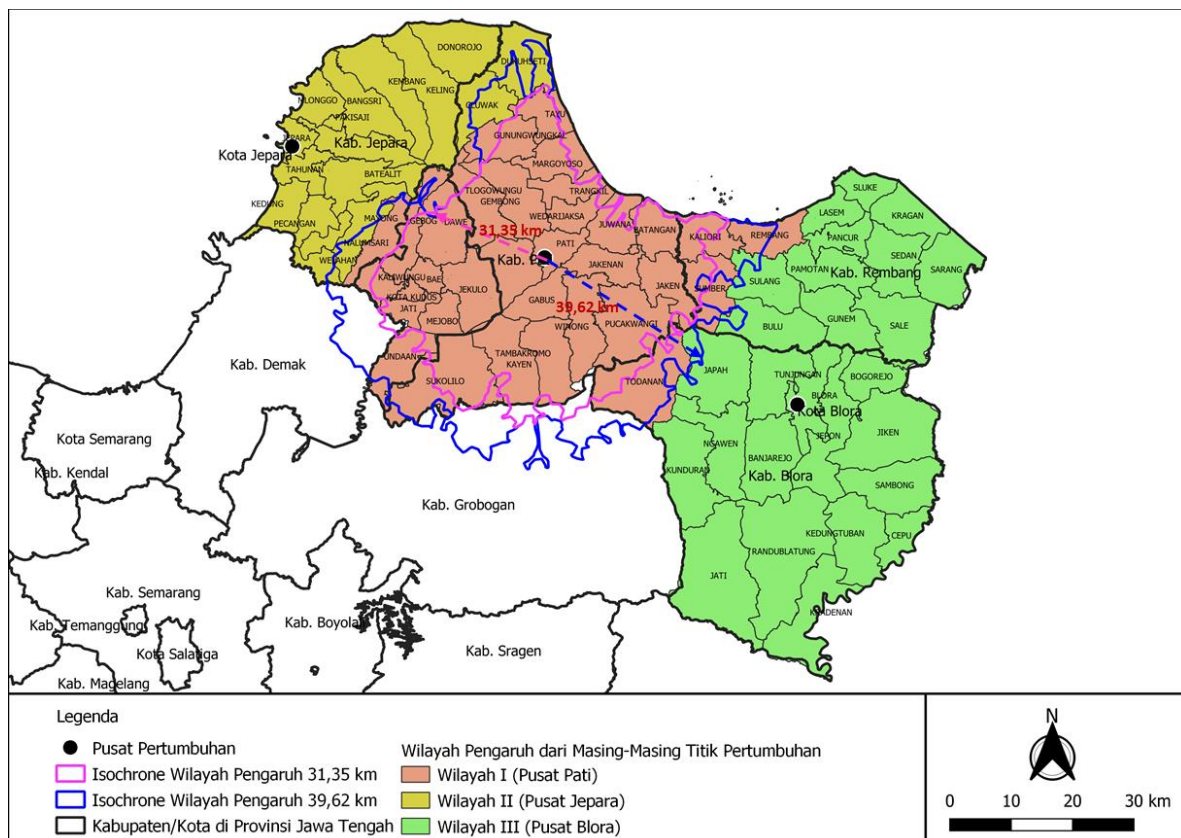 DONOROJO
DUKUHSETI
KEMBANG
KELING
MLONGGO
BANGSRI
CLUWAK
PAKISAJI
TAYU
JEPARA
Kab. Jepara
GUNUNGWUNGKAL
Kota Jepara
MARGOYOSO
TAHUNAN
BATEALIT
SLUKE
TLOGOWUNGU
TRANGKIL
KEDUNG
GEMBONG
LASEM
KRAGAN
PECANGAN
MAYONG
GEBOG
DAWE
WEDARIJAKSA
JUWANA
BATANGAN
KALIORI
REMBANG
PANCUR
31,35 km
NALUMSARI
PATI
SEDAN
WELAHAN
Kab.
JAKENAN
PAMOTAN
Kab. Rembang
SARANG
KALIWUNGU
BAE
JEKULO
JAKEN
SUMBER
SULANG
KOTA KUDUS
GABUS
39,62 km
JATI
MEJOBO
WINONG
PUCAKWANGI
BULU
GUNEM
SALE
UNDAAN
TAMBAKROMO
KAYEN
Kab. Demak
SUKOLILO
TODANAN
JAPAH
TUNJUNGAN
BOGOREJO
BLORA
Kota Blora
Kota Semarang
JEPON
JIKEN
NGAWEN
Kab. Kendal
KUNDURAN
BANJAREJO
Kab. Blora
SAMBONG
Kab. Grobogan
KEDUNGTUBAN
CEPU
RANDUBLATUNG
JATI
Kab. Semarang
KRADENAN
Kab. Temanggung
Kab. Boyolali
Kota Salatiga
Kab. Sragen
Kab. Magelang
Legenda
Pusat Pertumbuhan
Isochrone Wilayah Pengaruh 31,35 km
Isochrone Wilayah Pengaruh 39,62 km
Kabupaten/Kota di Provinsi Jawa Tengah
Wilayah Pengaruh dari Masing-Masing Titik Pertumbuhan
Wilayah I (Pusat Pati)
Wilayah II (Pusat Jepara)
Wilayah III (Pusat Blora)
N
0 10 20 30 km